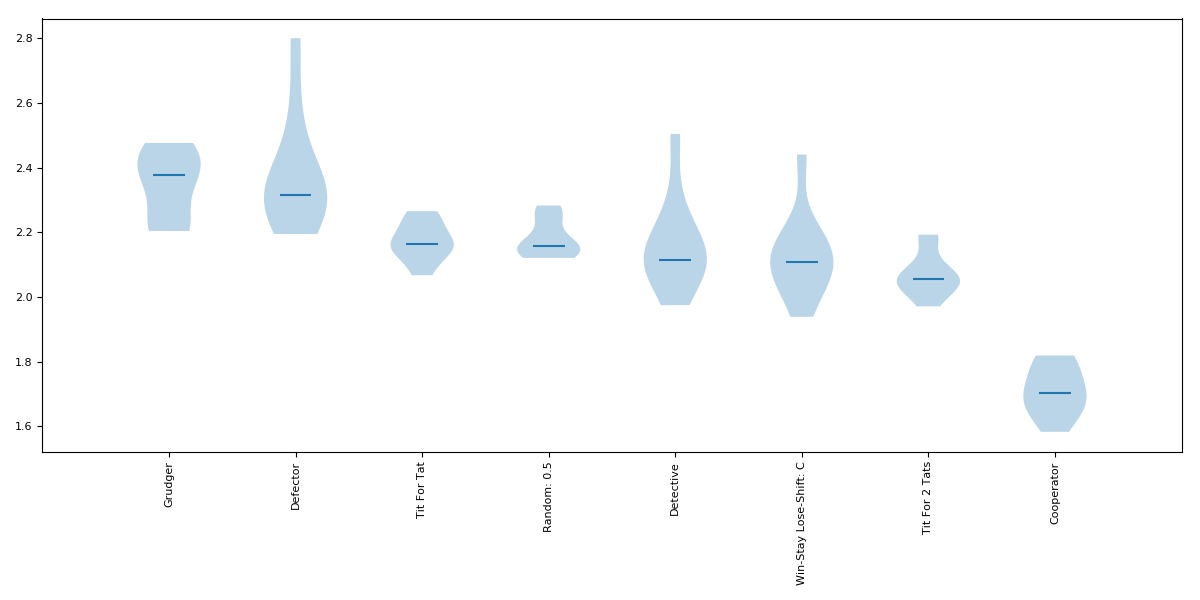 2.8
2.6
2.4
2.2
2.0
1.8
1.6
Grudger
Defector
Tit For Tat
Random: 0.5
Detective
Win-Stay Lose-Shift: C
Tit For 2 Tats
Cooperator